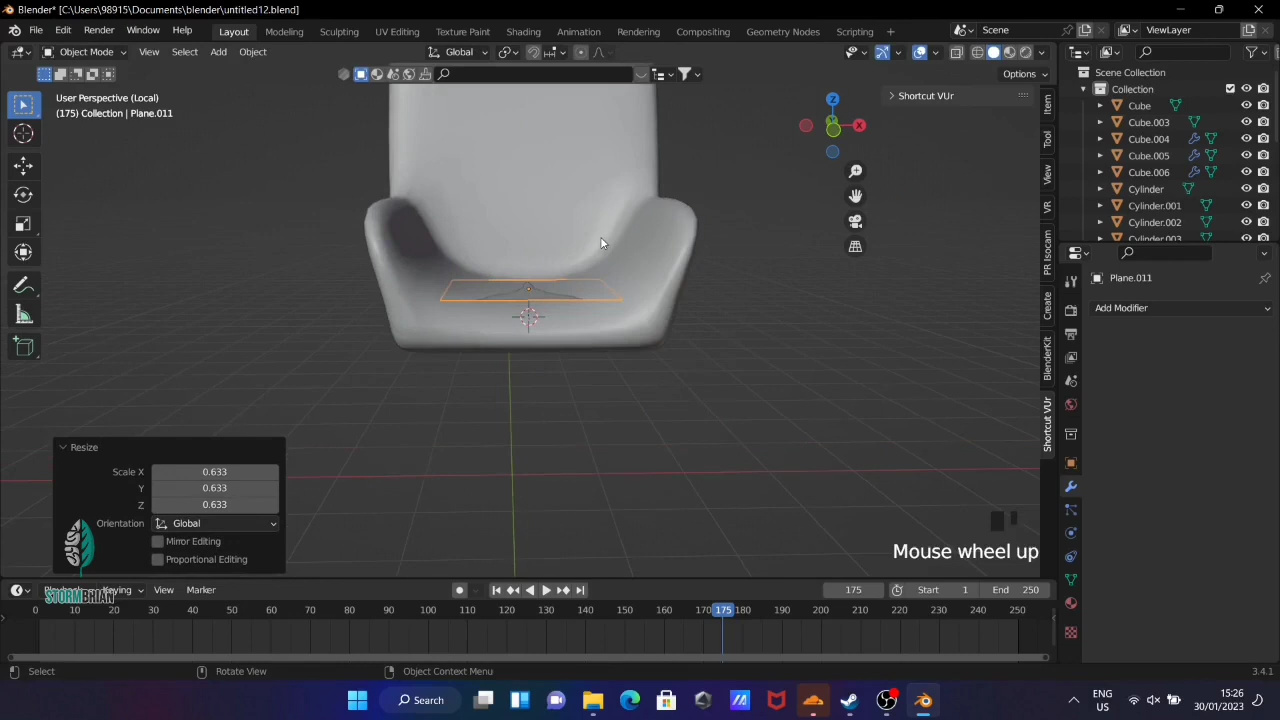 Blender* [C:\Users\98915\Documents\blender\untitled12.blend]
File Edit Render Window Help Layout Modeling Sculpting UV Editing Texture Paint Shading Animation Rendering Compositing Geometry Nodes Scripting + Scene ViewLayer
Object Mode View Select Add Object Global
Options
User Perspective (Local)
(175) Collection | Plane.011
Shortcut VUr
Z
X
Item
Tool
View
VR
PR Isocam
Create
BlenderKit
Shortcut VUr
Scene Collection
Collection
Cube
Cube.003
Cube.004
Cube.005
Cube.006
Cylinder
Cylinder.001
Cylinder.002
Cylinder.003
Plane.011
Add Modifier
Resize
Scale X 0.633
Y 0.633
Z 0.633
Orientation Global
Mirror Editing
Proportional Editing
Mouse wheel up
STORMBRIAN
Playback Keying View Marker 175 Start 1 End 250
0 10 20 30 40 50 60 70 80 90 100 110 120 130 140 150 160 170 175 180 190 200 210 220 230 240 250
Select Rotate View Object Context Menu 3.4.1
Search
ENG
US
15:26
30/01/2023